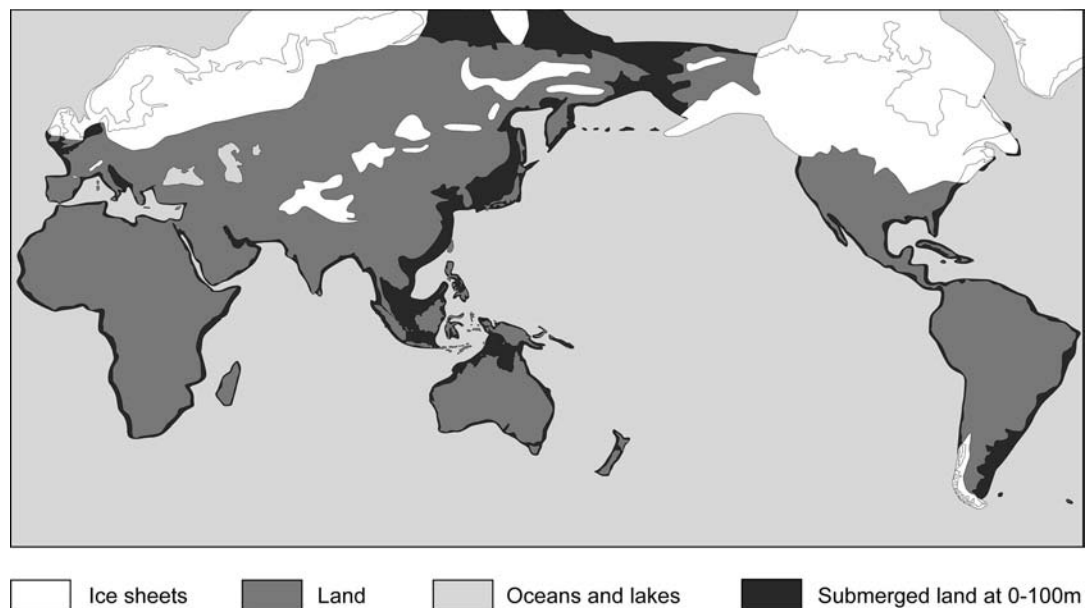 Ice sheets
Land
Oceans and lakes
Submerged land at 0-100m